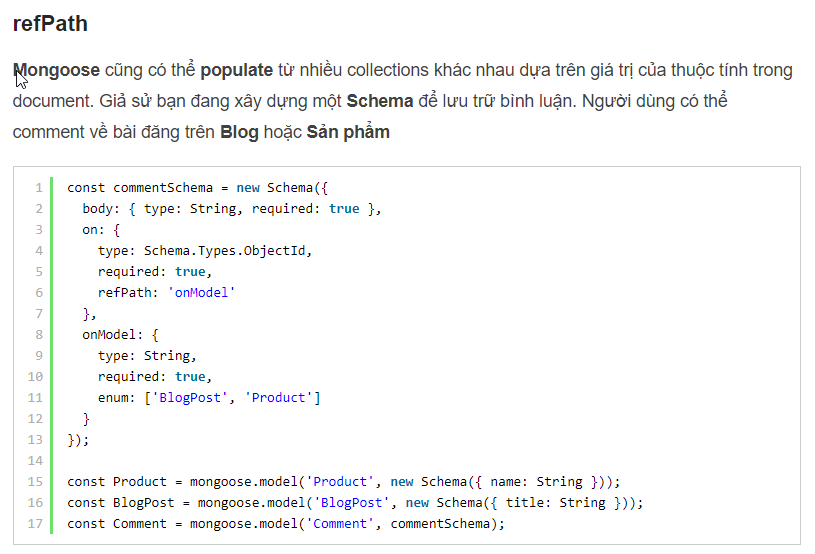 refPath
Mongoose cũng có thể populate từ nhiều collections khác nhau dựa trên giá trị của thuộc tính trong
document. Giả sử bạn đang xây dựng một Schema để lưu trữ bình luận. Người dùng có thể
comment về bài đăng trên Blog hoặc Sản phẩm
1 const commentSchema = new Schema({
2   body: { type: String, required: true },
3   on: {
4     type: Schema.Types.ObjectId,
5     required: true,
6     refPath: 'onModel'
7   },
8   onModel: {
9     type: String,
10     required: true,
11     enum: ['BlogPost', 'Product']
12   }
13 });
14
15 const Product = mongoose.model('Product', new Schema({ name: String }));
16 const BlogPost = mongoose.model('BlogPost', new Schema({ title: String }));
17 const Comment = mongoose.model('Comment', commentSchema);